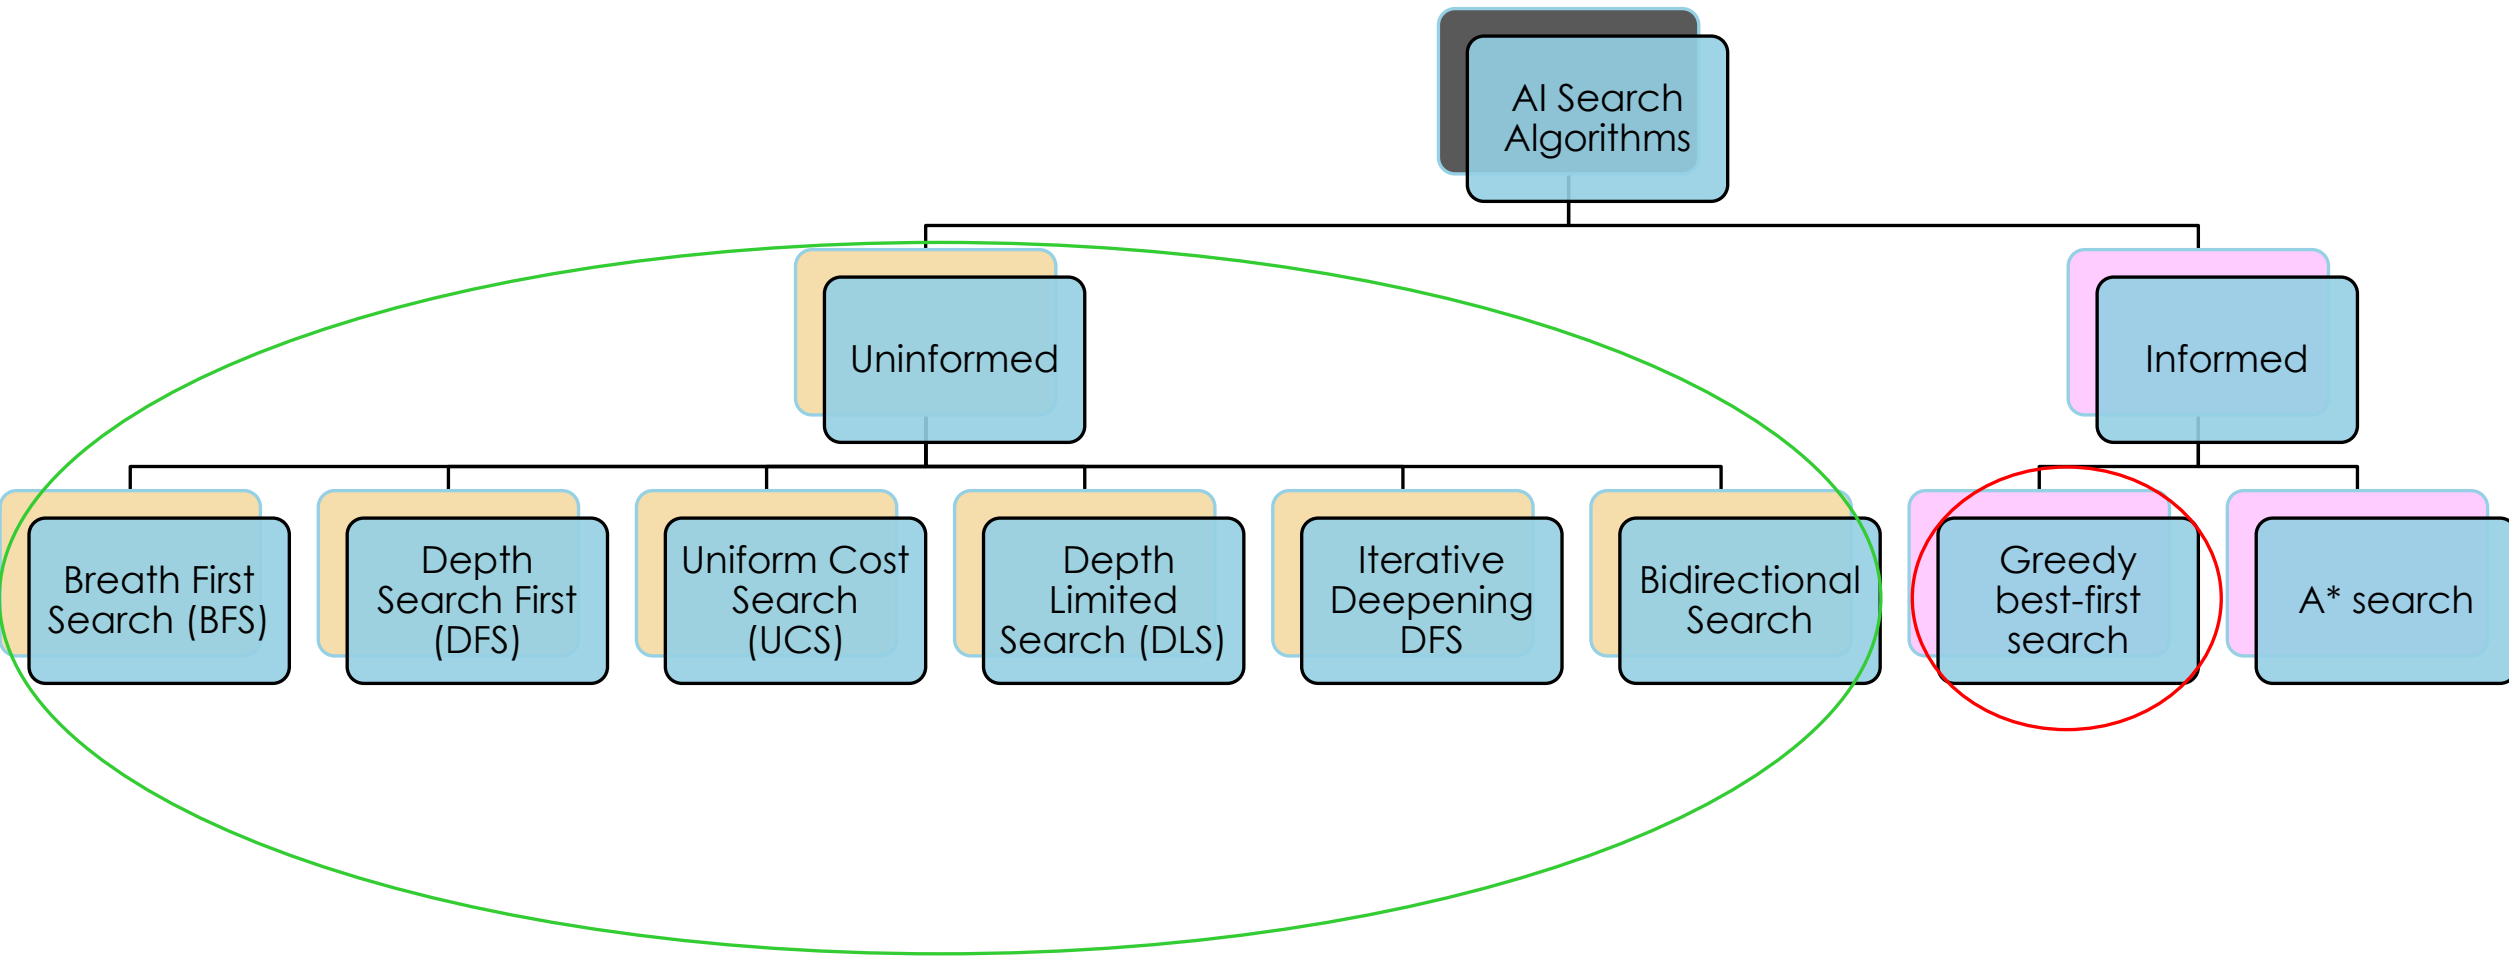 AI Search
Algorithms
Uninformed
Informed
Breath First
Search (BFS)
Depth
Search First
(DFS)
Uniform Cost
Search
(UCS)
Depth
Limited
Search (DLS)
Iterative
Deepening
DFS
Bidirectional
Search
Greedy
best-first
search
A* search